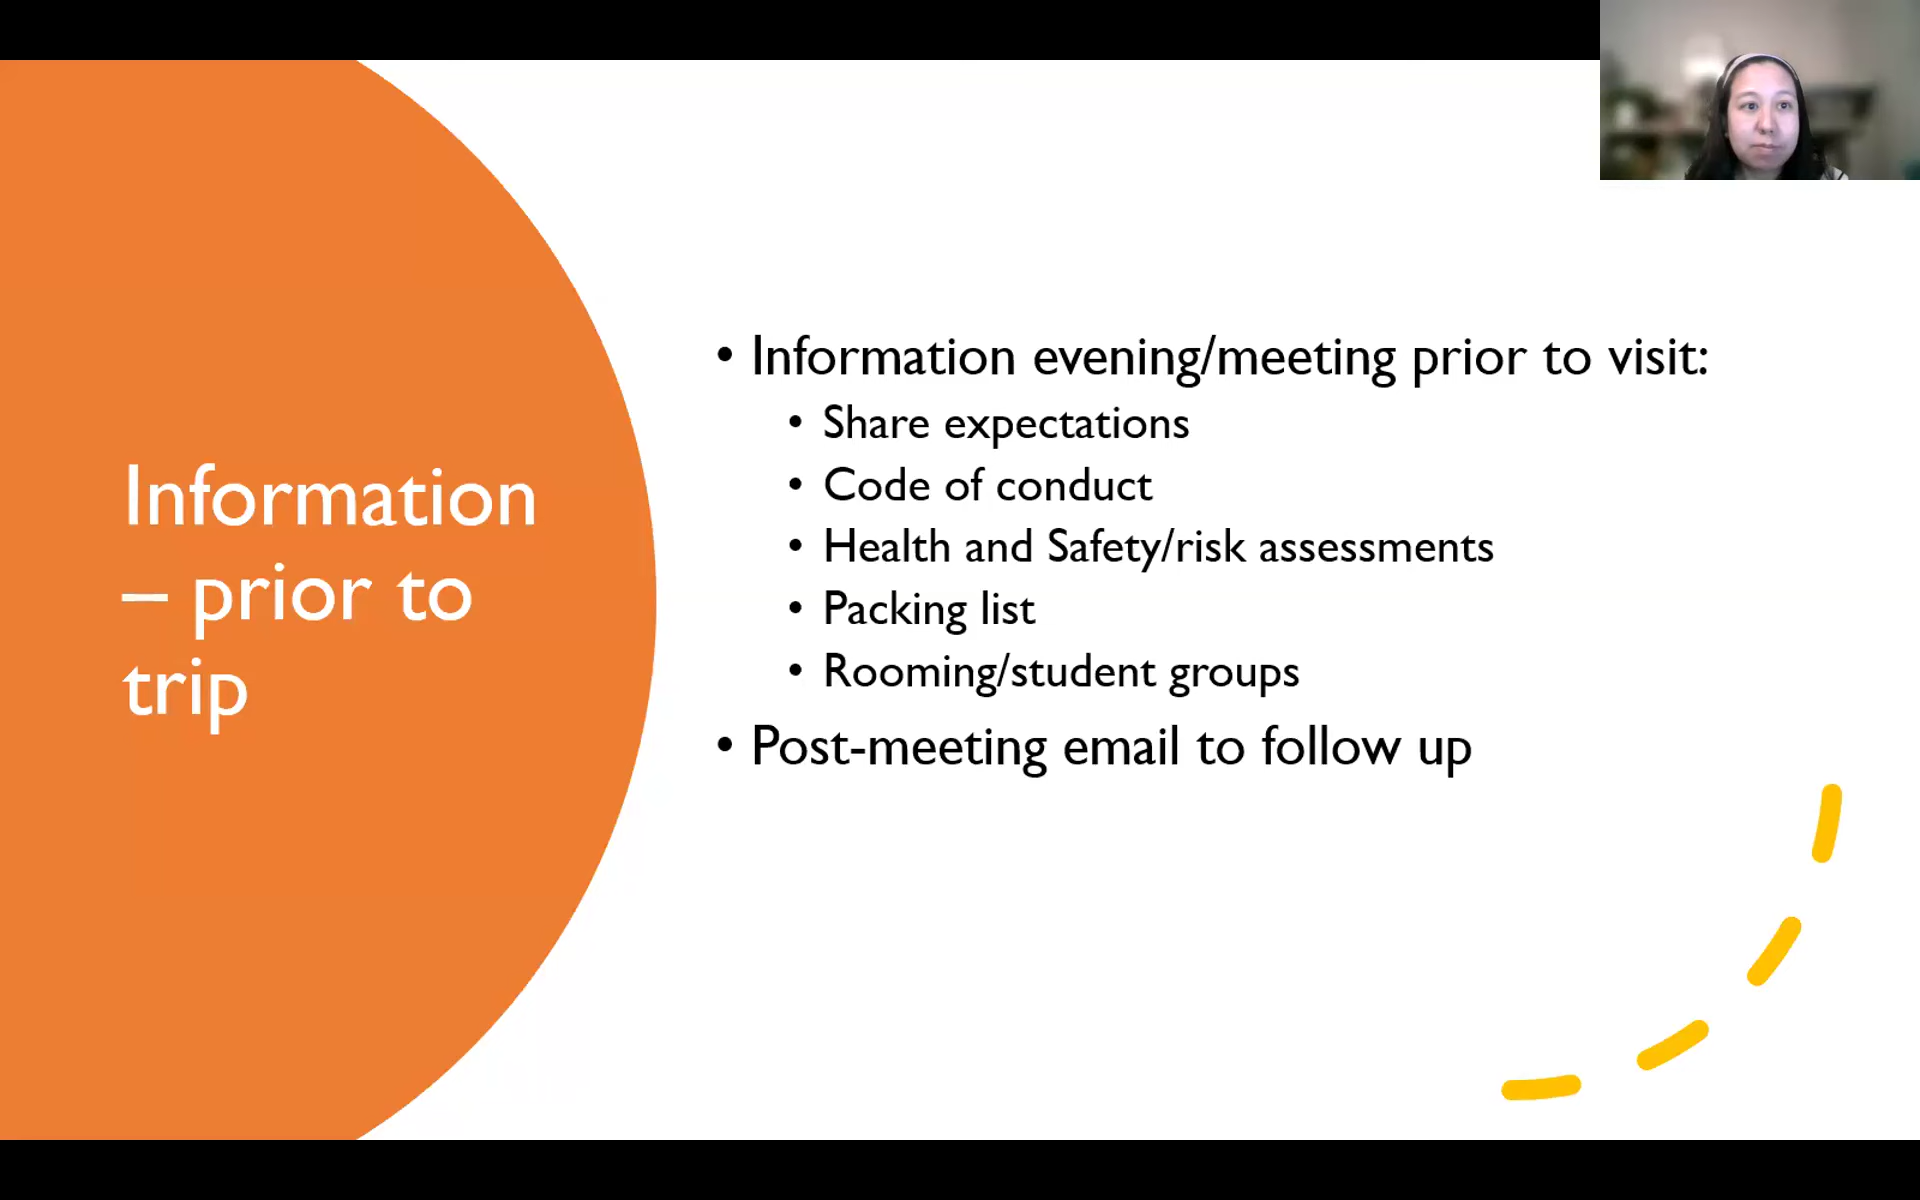 Information
– prior to
trip
• Information evening/meeting prior to visit:
• Share expectations
• Code of conduct
• Health and Safety/risk assessments
• Packing list
• Rooming/student groups
• Post-meeting email to follow up